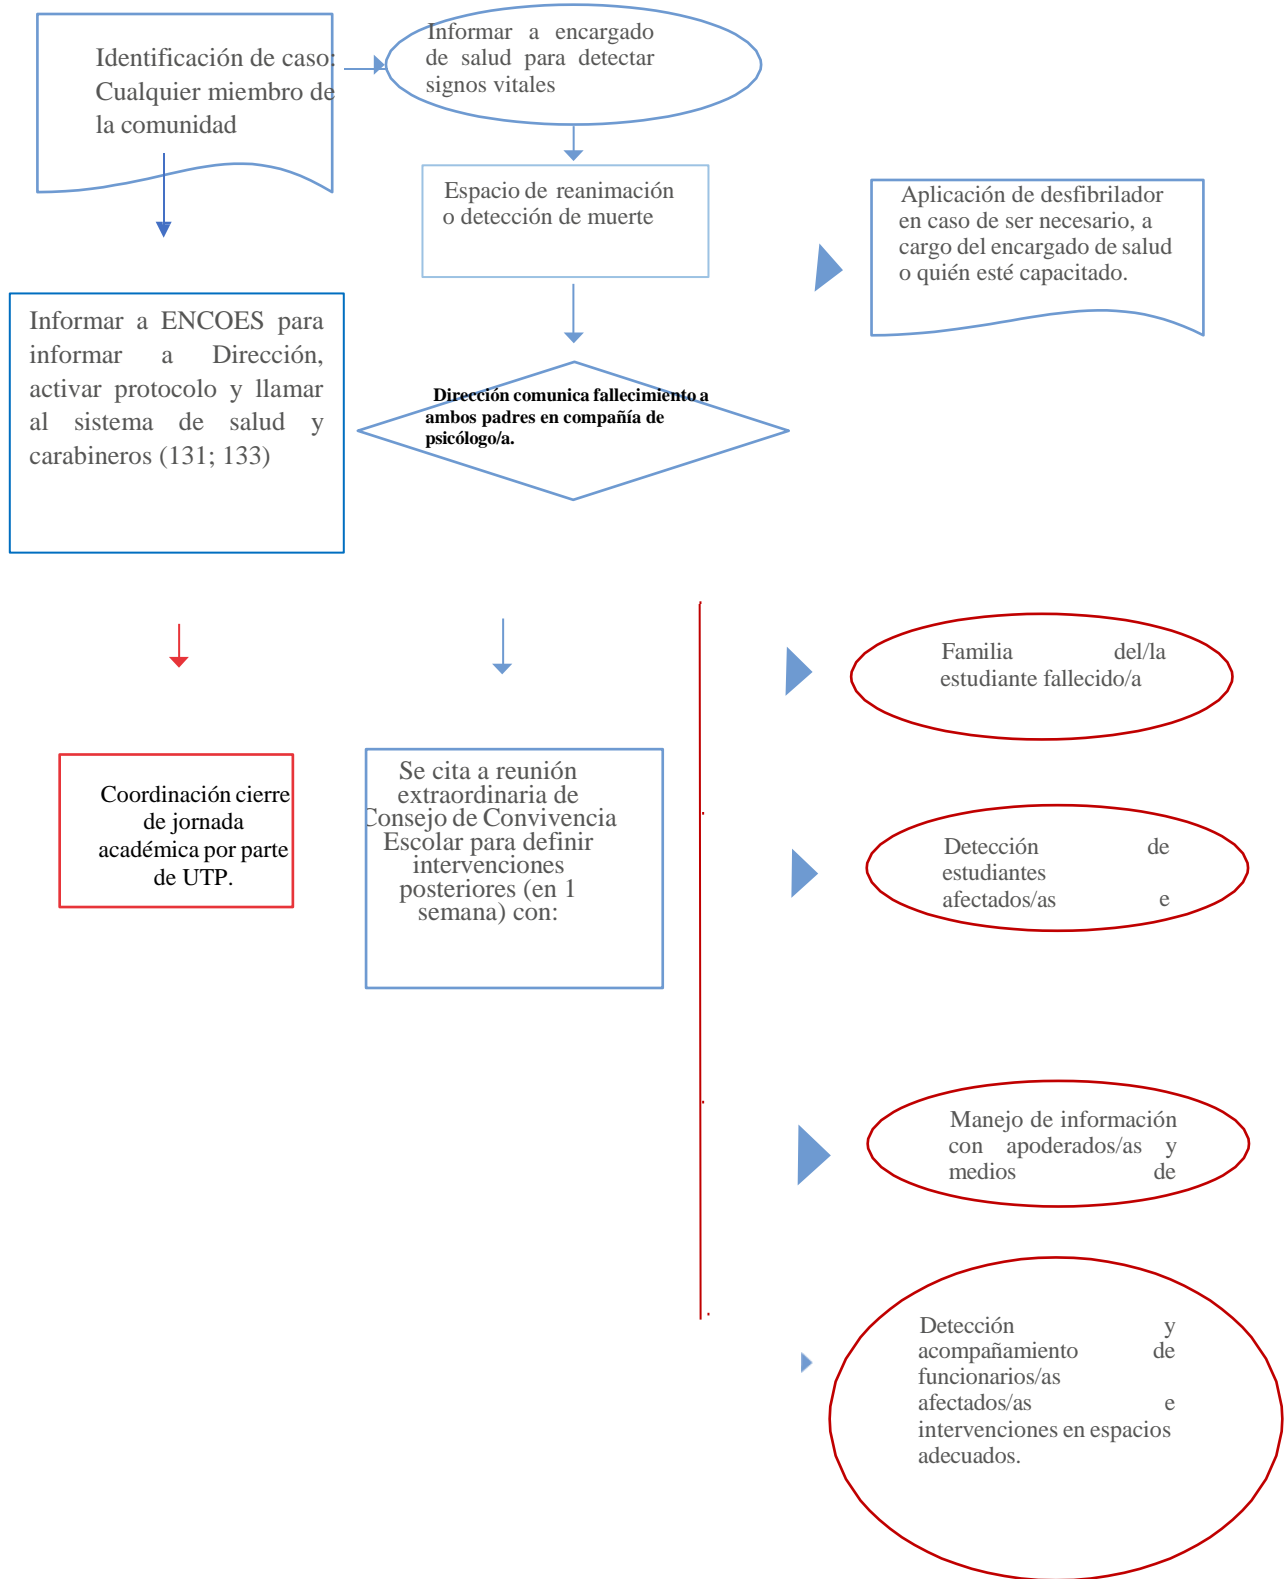 Identificación de caso:
Cualquier miembro de
la comunidad
Informar a encargado
de salud para detectar
signos vitales
Espacio de reanimación
o detección de muerte
Aplicación de desfibrilador
en caso de ser necesario, a
cargo del encargado de salud
o quién esté capacitado.
Informar a ENCOES para
informar a Dirección,
activar protocolo y llamar
al sistema de salud y
carabineros (131; 133)
Dirección comunica fallecimiento a
ambos padres en compañía de
psicólogo/a.
Coordinación cierre
de jornada
académica por parte
de UTP.
Se cita a reunión
extraordinaria de
Consejo de Convivencia
Escolar para definir
intervenciones
posteriores (en 1
semana) con:
Familia del/la
estudiante fallecido/a
Detección de
estudiantes
afectados/as e
Manejo de información
con apoderados/as y
medios de
Detección y
acompañamiento de
funcionarios/as
afectados/as e
intervenciones en espacios
adecuados.